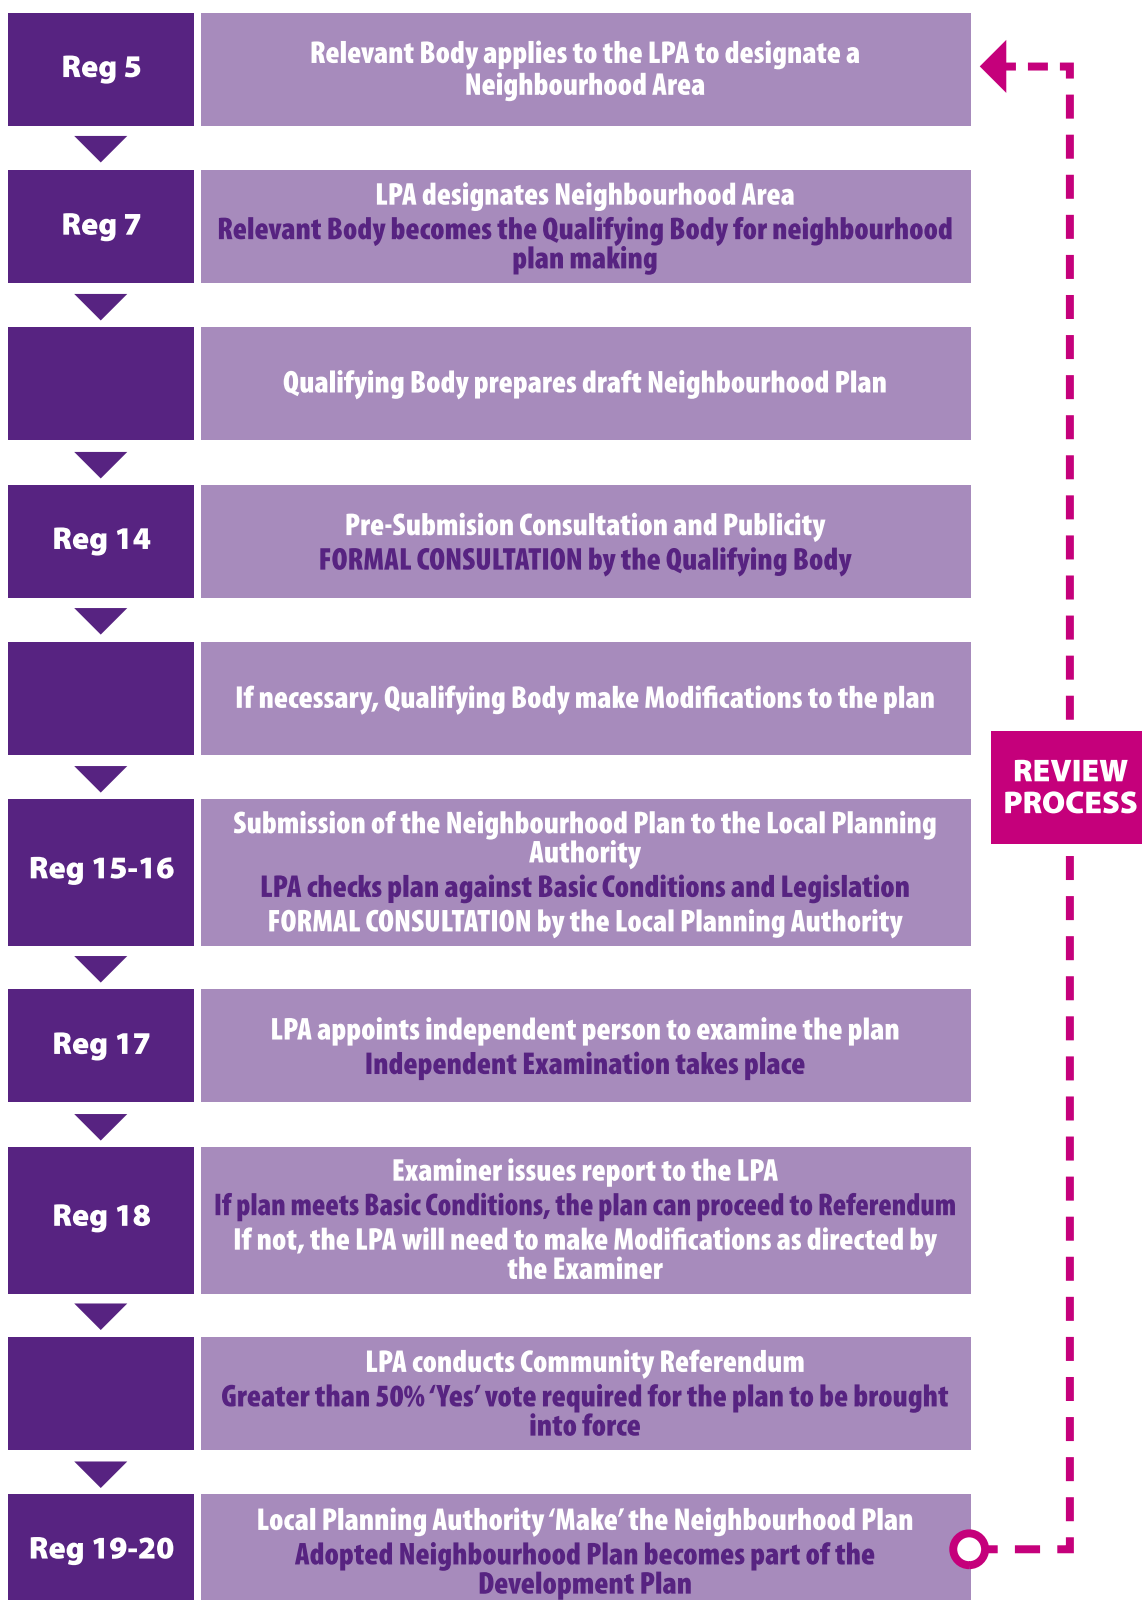 Reg 5
Relevant Body applies to the LPA to designate a
Neighbourhood Area
Reg 7
LPA designates Neighbourhood Area
Relevant Body becomes the Qualifying Body for neighbourhood
plan making
Qualifying Body prepares draft Neighbourhood Plan
Reg 14
Pre-Submision Consultation and Publicity
FORMAL CONSULTATION by the Qualifying Body
If necessary, Qualifying Body make Modifications to the plan
REVIEW
PROCESS
Reg 15-16
Submission of the Neighbourhood Plan to the Local Planning
Authority
LPA checks plan against Basic Conditions and Legislation
FORMAL CONSULTATION by the Local Planning Authority
Reg 17
LPA appoints independent person to examine the plan
Independent Examination takes place
Reg 18
Examiner issues report to the LPA
If plan meets Basic Conditions, the plan can proceed to Referendum
If not, the LPA will need to make Modifications as directed by
the Examiner
LPA conducts Community Referendum
Greater than 50% ‘Yes’ vote required for the plan to be brought
into force
Reg 19-20
Local Planning Authority ‘Make’ the Neighbourhood Plan
Adopted Neighbourhood Plan becomes part of the
Development Plan